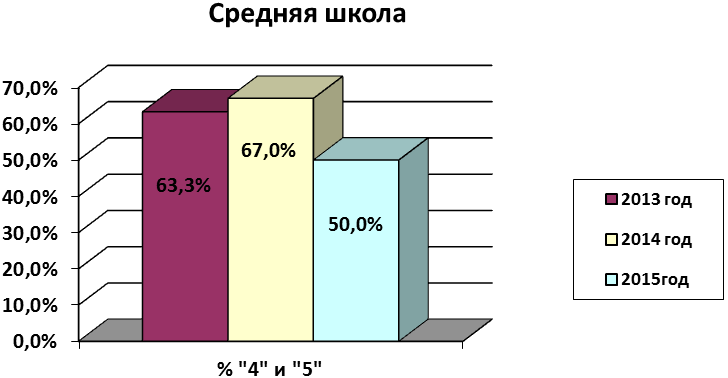 Средняя школа
70,0%
60,0%
50,0%
40,0%
30,0%
20,0%
10,0%
0,0%
63,3%
67,0%
50,0%
% "4" и "5"
2013 год
2014 год
2015год